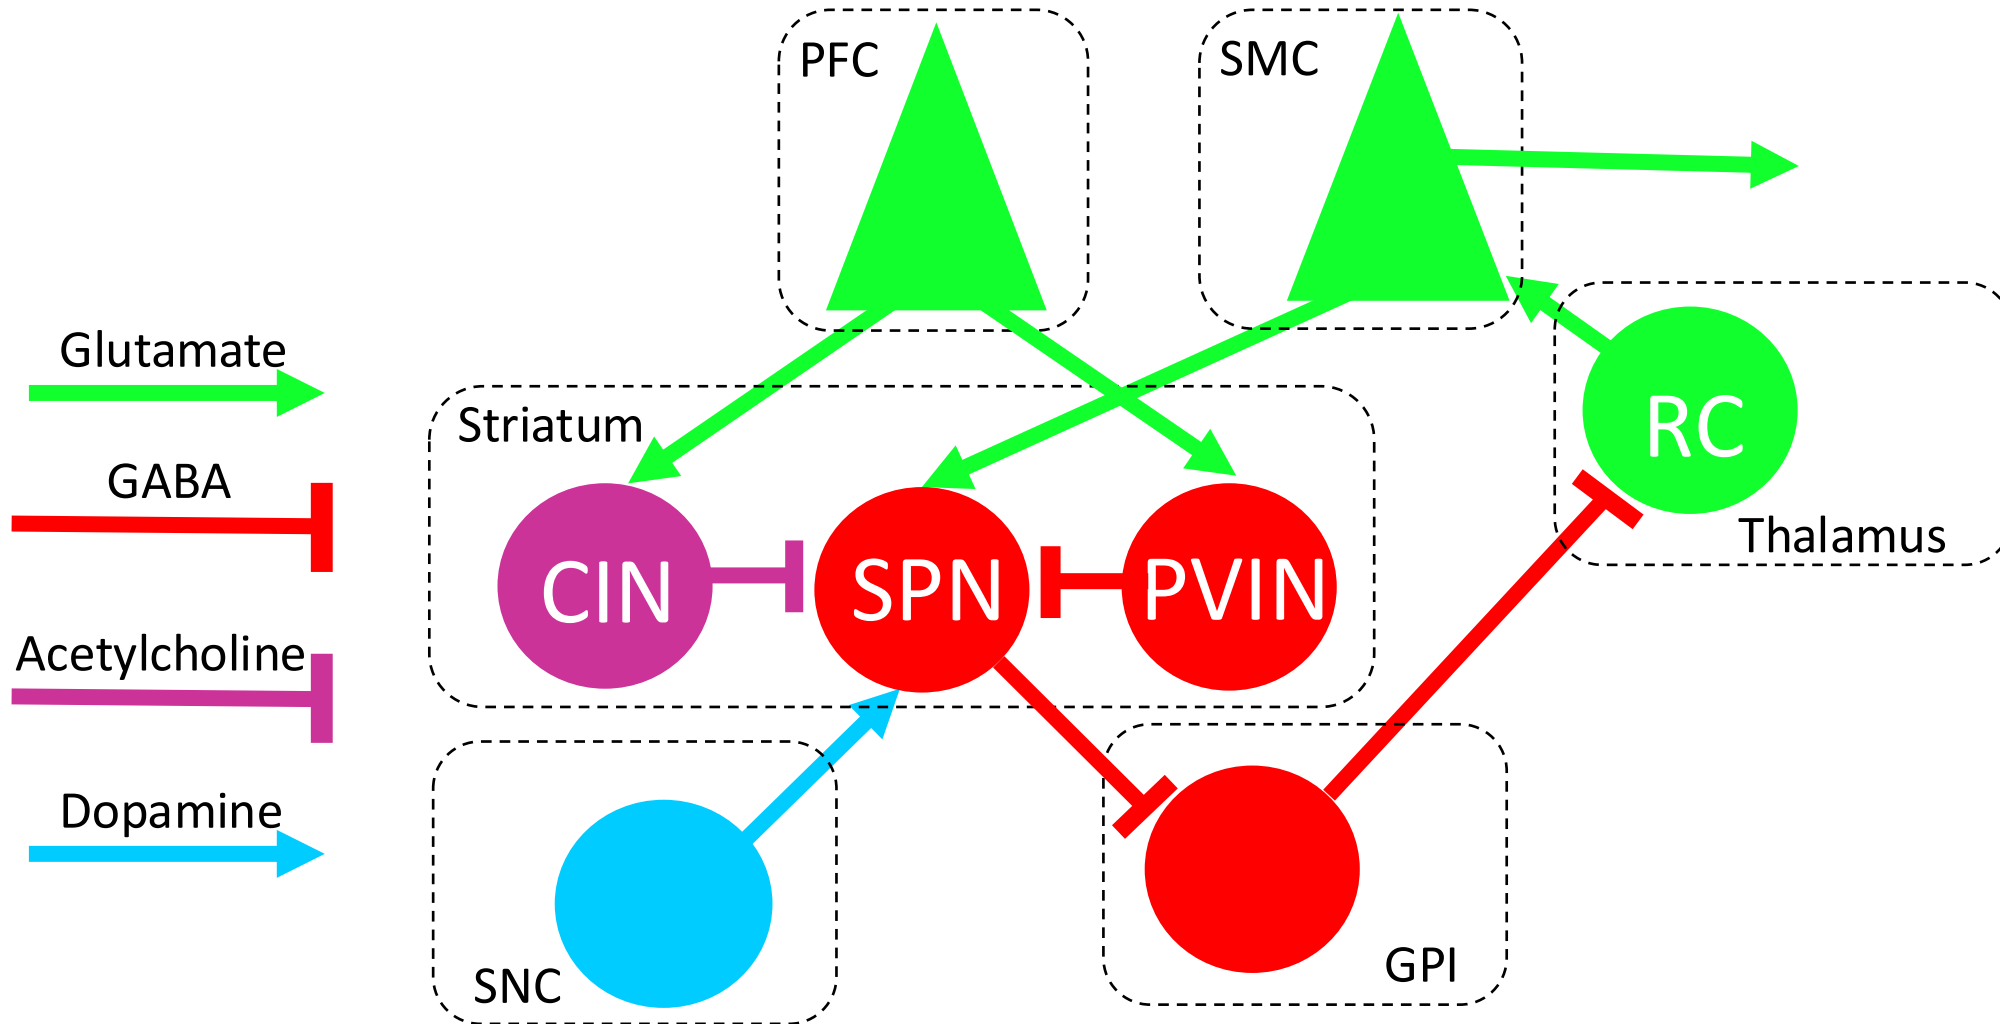 PFC
SMC
Glutamate
Striatum
RC
GABA
Thalamus
CIN
SPN
PVIN
Acetylcholine
Dopamine
SNC
GPI